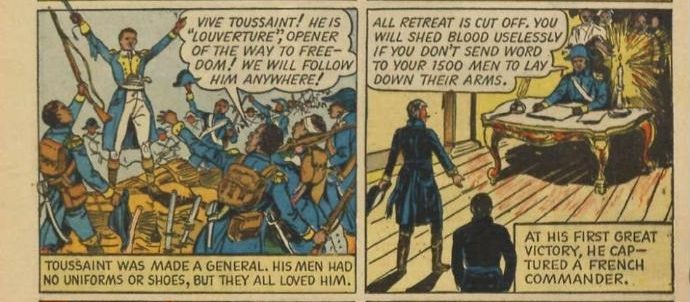 VIVE TOUSSAINT! HE IS
"LOUVERTURE", OPENER
OF THE WAY TO FREE-
DOM! WE WILL FOLLOW
HIM ANYWHERE!
TOUSSAINT WAS MADE A GENERAL. HIS MEN HAD
NO UNIFORMS OR SHOES, BUT THEY ALL LOVED HIM.
ALL RETREAT IS CUT OFF. YOU
WILL SHED BLOOD USELESSLY
IF YOU DON'T SEND WORD
TO YOUR 1500 MEN TO LAY
DOWN THEIR ARMS.
AT HIS FIRST GREAT
VICTORY, HE CAP-
TURED A FRENCH
COMMANDER.